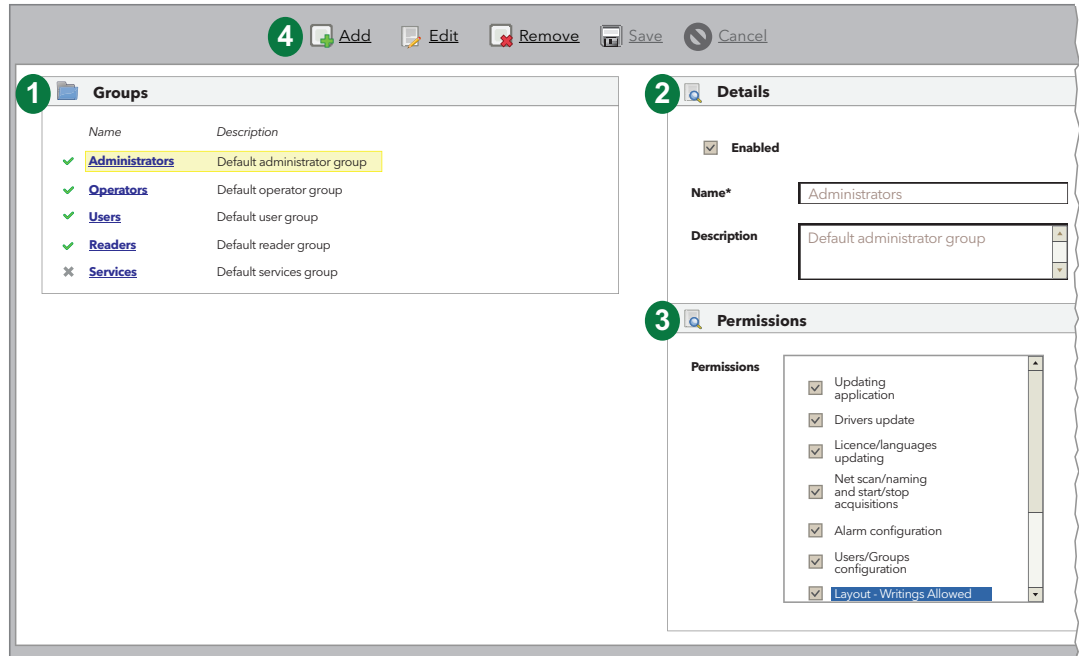 4 Add Edit Remove Save Cancel
1 Groups
Name Description
Administrators Default administrator group
Operators Default operator group
Users Default user group
Readers Default reader group
Services Default services group
2 Details
Enabled
Name* Administrators
Description Default administrator group
3 Permissions
Permissions
Updating
application
Drivers update
Licence/languages
updating
Net scan/naming
and start/stop
acquisitions
Alarm configuration
Users/Groups
configuration
Layout - Writings Allowed